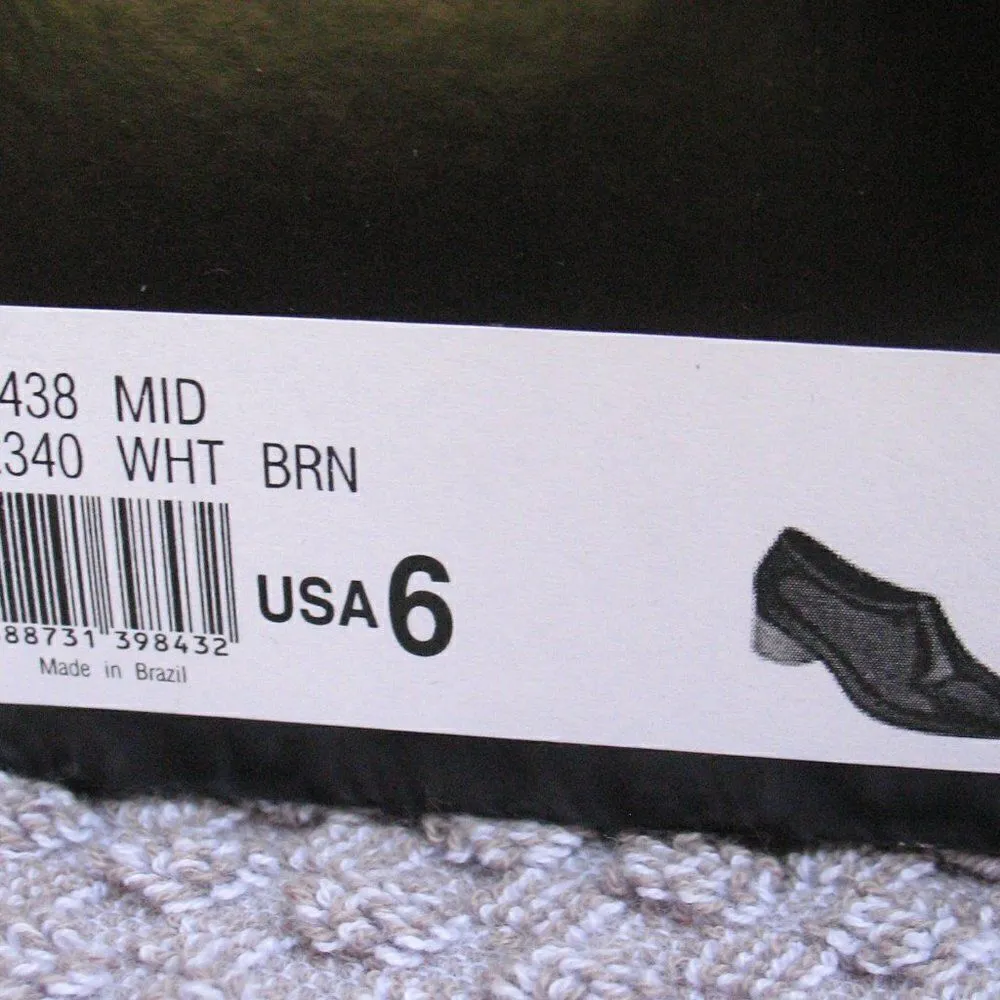 438 MID
340 WHT BRN
USA 6
88731 398432
Made in Brazil